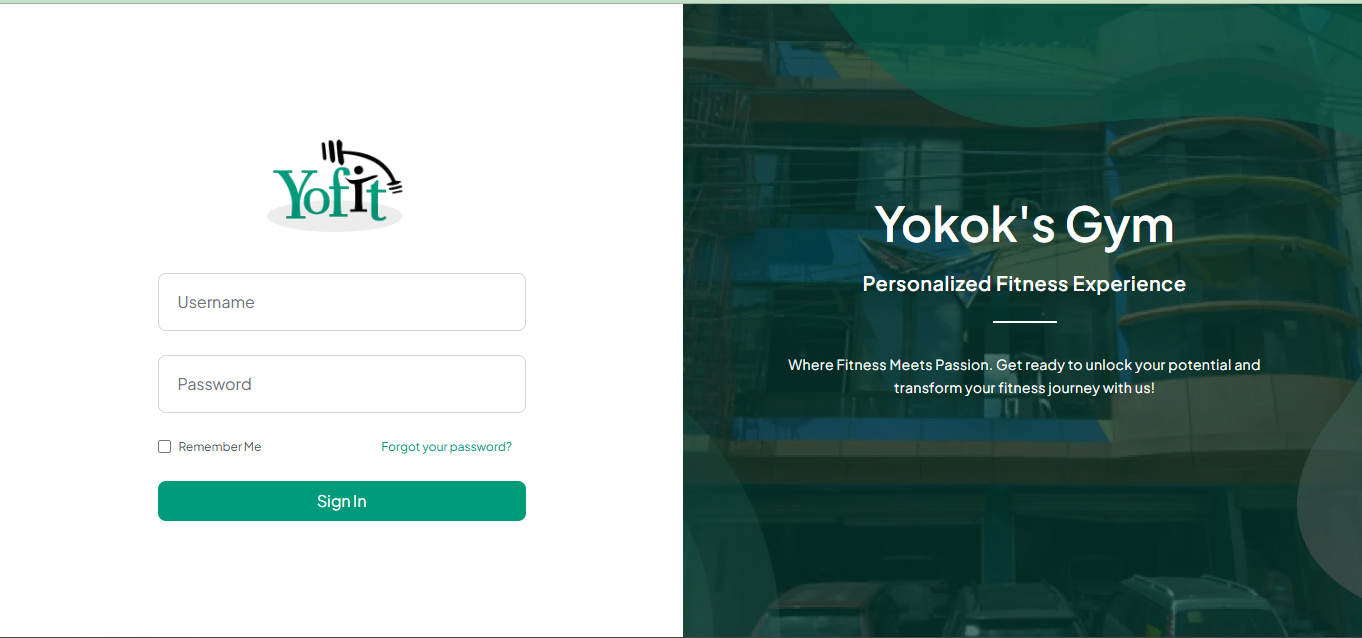 Yofit
Username
Password
Remember Me
Forgot your password?
Sign In
Yokok's Gym
Personalized Fitness Experience
Where Fitness Meets Passion. Get ready to unlock your potential and
transform your fitness journey with us!